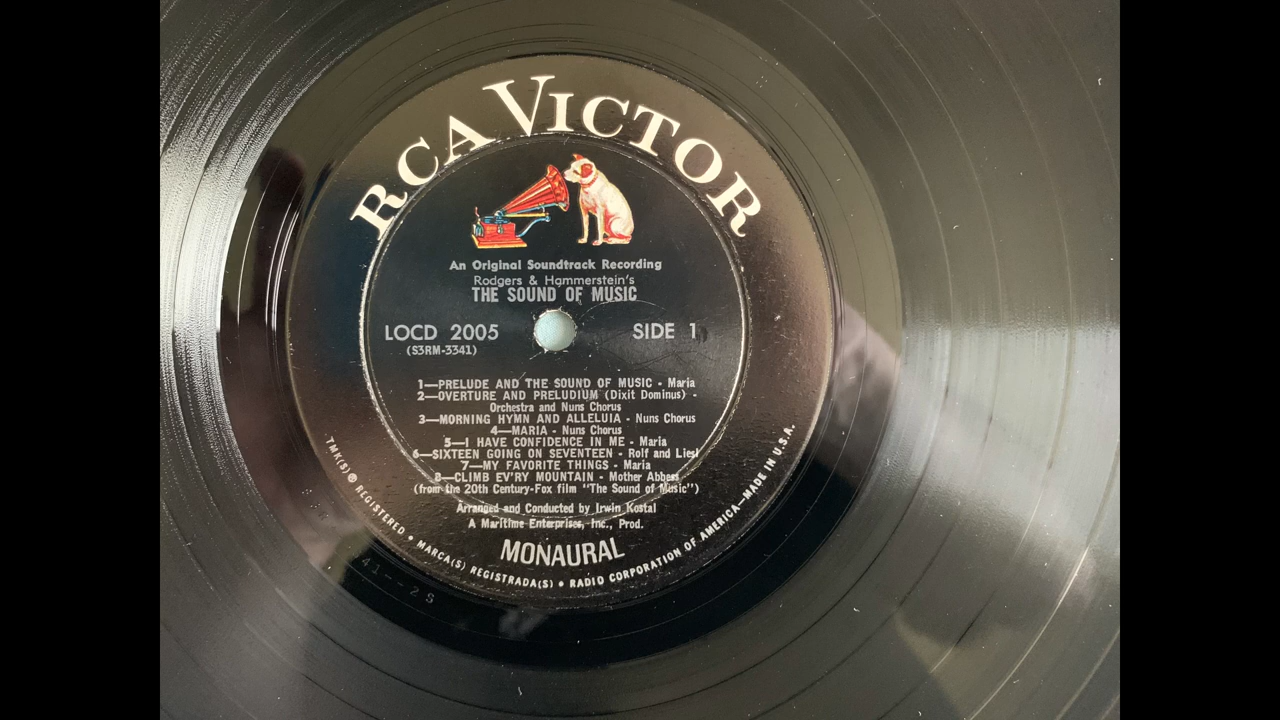 RCA VICTOR
An Original Soundtrack Recording
Rodgers & Hammerstein's
THE SOUND OF MUSIC
LOCD 2005 SIDE 1
(S3RM-3341)
1—PRELUDE AND THE SOUND OF MUSIC - Maria
2—OVERTURE AND PRELUDIUM (Dixit Dominus) -
Orchestra and Nuns Chorus
3—MORNING HYMN AND ALLELUIA - Nuns Chorus
4—MARIA - Nuns Chorus
5—I HAVE CONFIDENCE IN ME - Maria
6—SIXTEEN GOING ON SEVENTEEN - Rolf and Liesl
7—MY FAVORITE THINGS - Maria
8—CLIMB EV'RY MOUNTAIN - Mother Abbess
(from the 20th Century-Fox film "The Sound of Music")
Arranged and Conducted by Irwin Kostal
A Maritime Enterprises, Inc., Prod.
MONAURAL
TMK(S) ® REGISTERED • MARCA(S) REGISTRADA(S) • RADIO CORPORATION OF AMERICA—MADE IN U.S.A.
41--2S